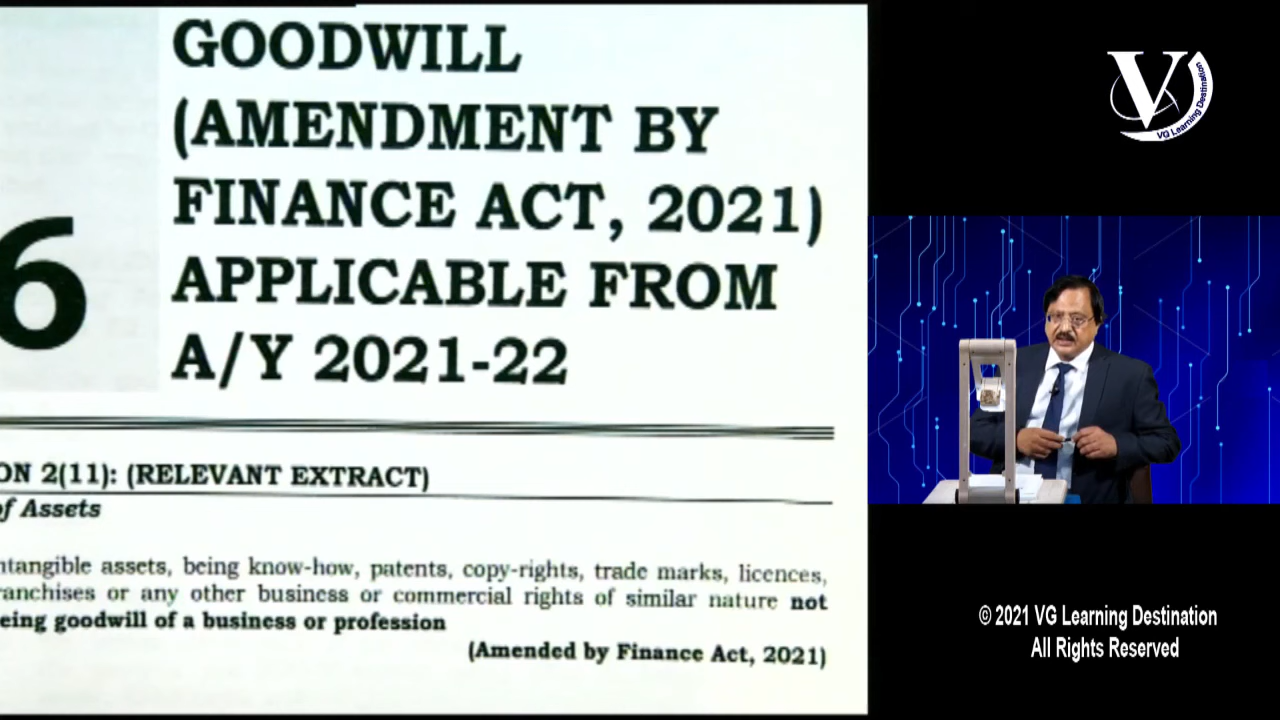 GOODWILL
(AMENDMENT BY
FINANCE ACT, 2021)
APPLICABLE FROM
A/Y 2021-22
6
ON 2(11): (RELEVANT EXTRACT)
of Assets
ntangible assets, being know-how, patents, copy-rights, trade marks, licences,
ranchises or any other business or commercial rights of similar nature not
eing goodwill of a business or profession
(Amended by Finance Act, 2021)
V
VG Learning Destination
© 2021 VG Learning Destination
All Rights Reserved